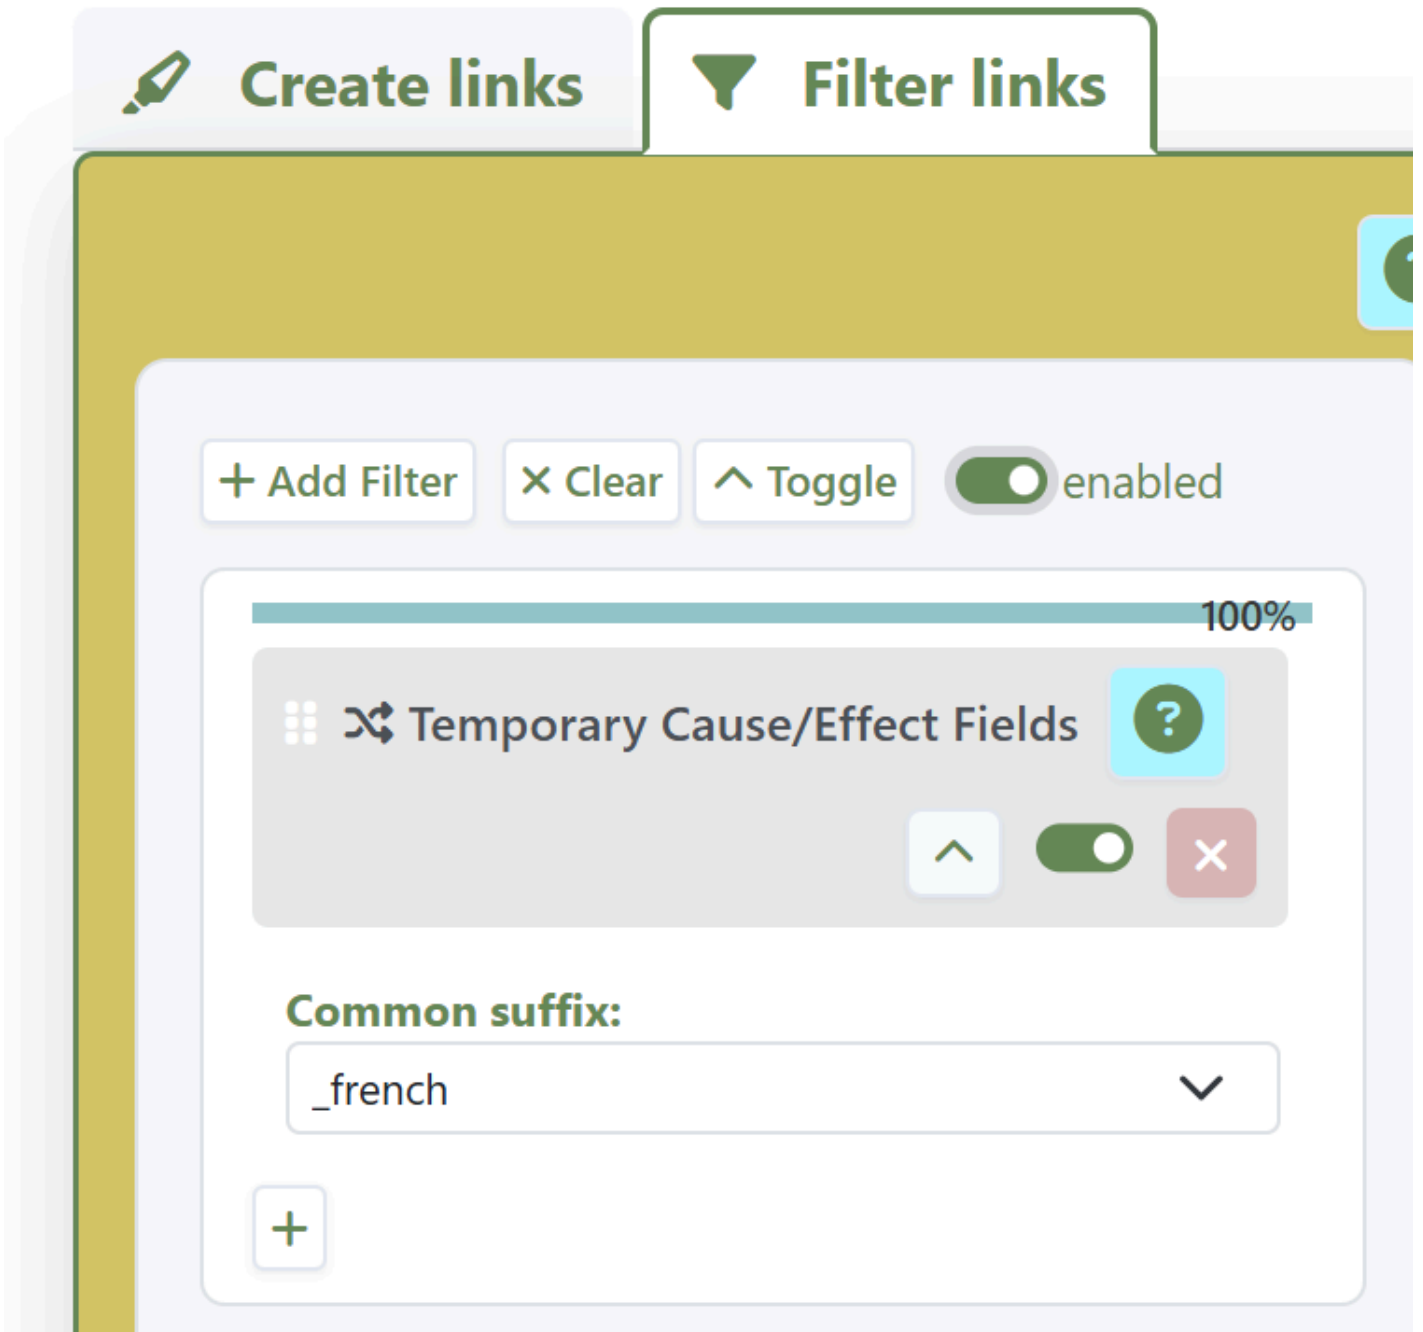 Create links
Filter links
Add Filter
Clear
Toggle
enabled
100%
Temporary Cause/Effect Fields
?
Common suffix:
_french